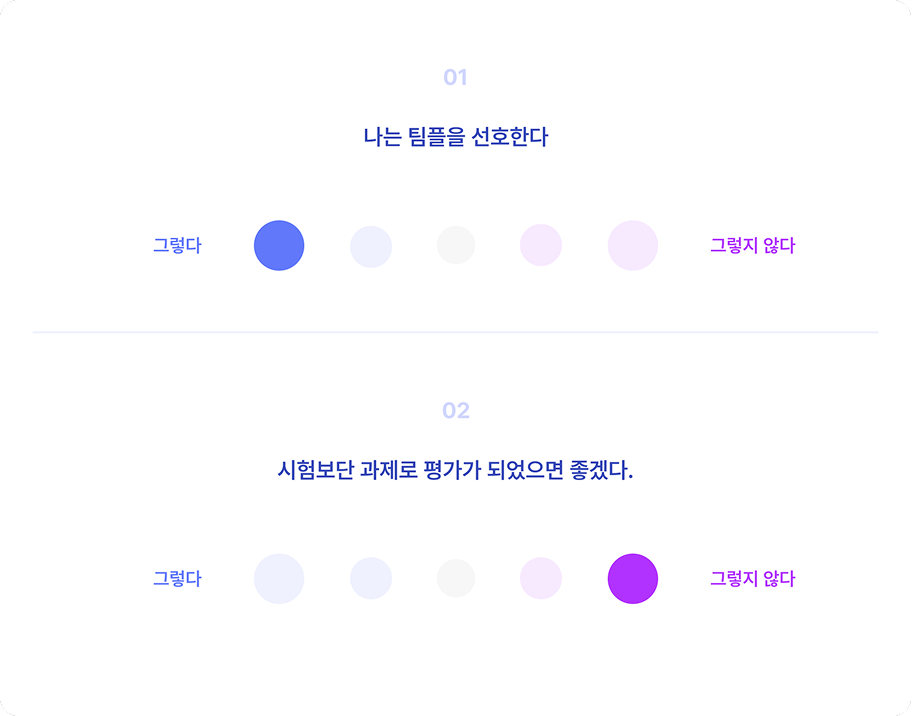 01
나는 팀플을 선호한다
그렇다
그렇지 않다
02
시험보단 과제로 평가가 되었으면 좋겠다.
그렇다
그렇지 않다